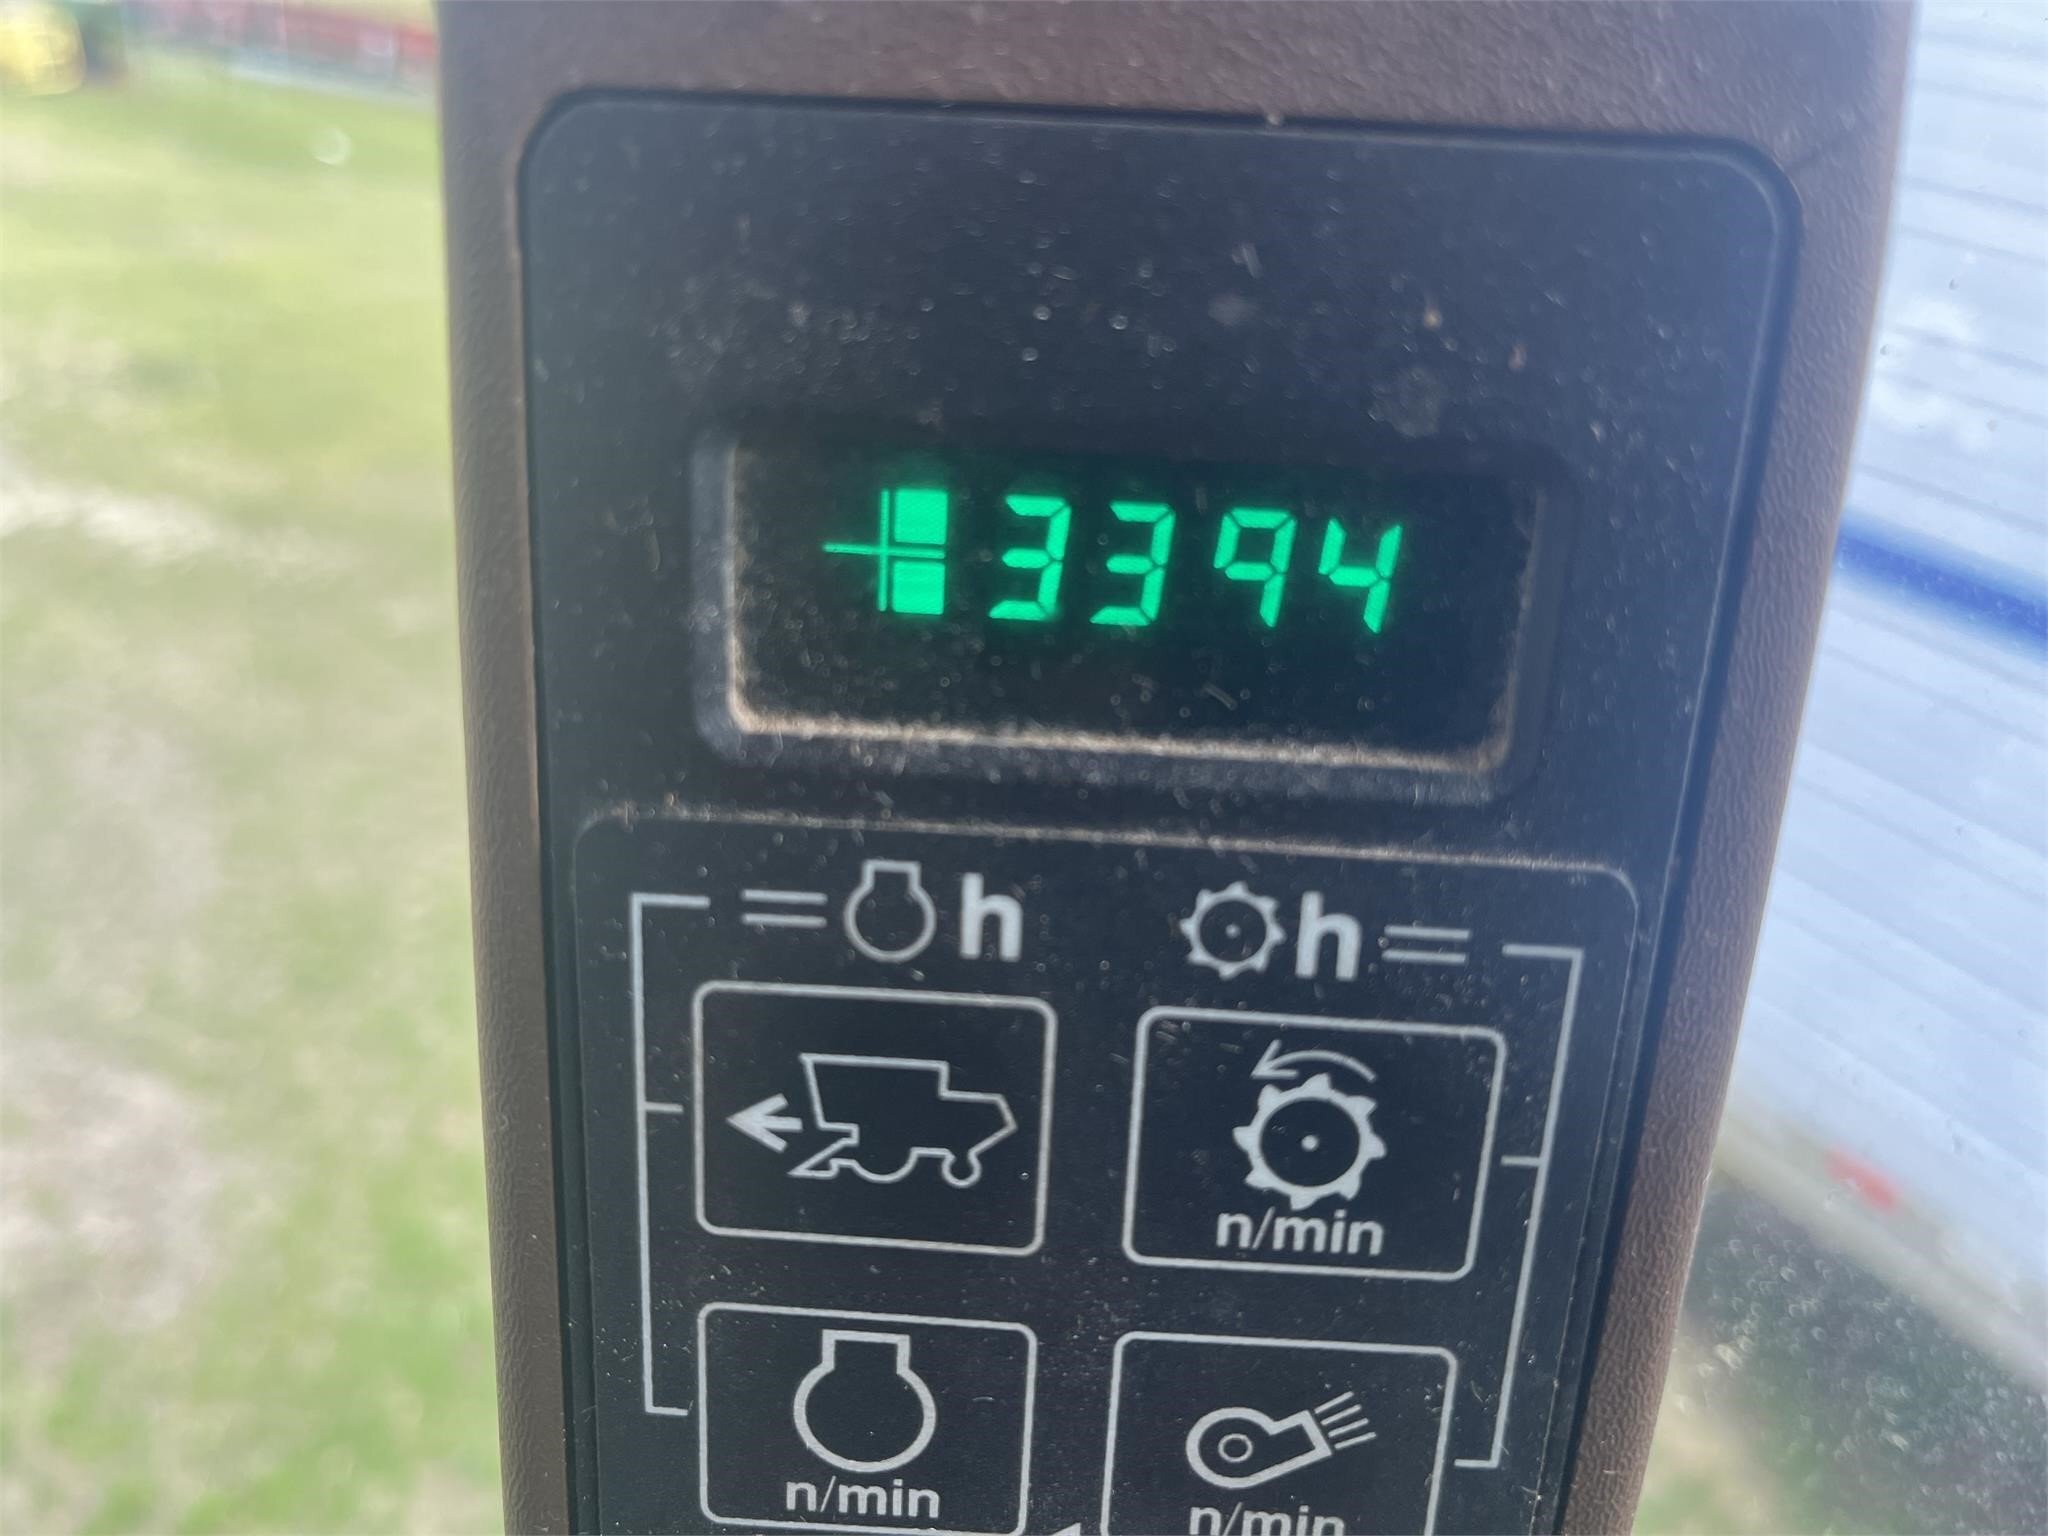 3394
= h h =
n/min
n/min n/min